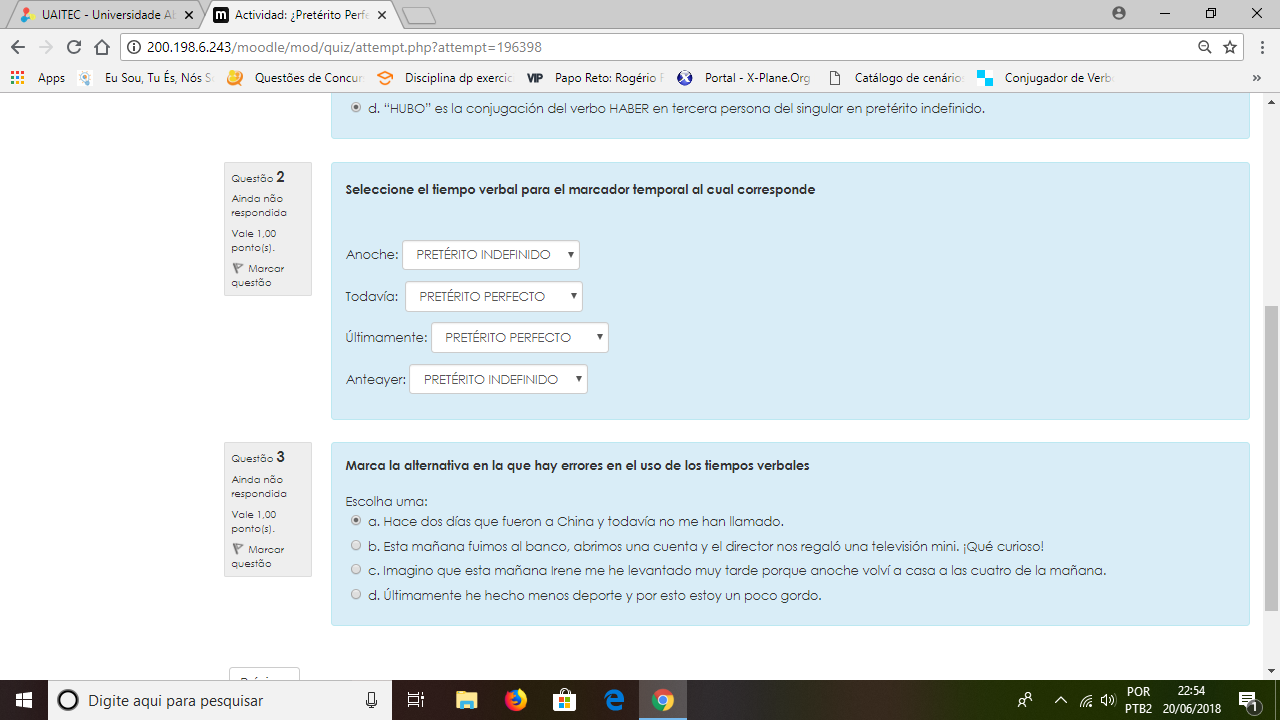 UAITEC - Universidade Ab
Actividad: ¿Pretérito Perfe
200.198.6.243/moodle/mod/quiz/attempt.php?attempt=196398
Apps
Eu Sou, Tu És, Nós S
Questões de Concur
Disciplina dp exercic
VIP Papo Reto: Rogério F
Portal - X-Plane.Org
Catálogo de cenário
Conjugador de Verb
»
d. “HUBO” es la conjugación del verbo HABER en tercera persona del singular en pretérito indefinido.
Questão 2
Ainda não
respondida
Vale 1,00
ponto(s).
Marcar
questão
Seleccione el tiempo verbal para el marcador temporal al cual corresponde
Anoche: PRETÉRITO INDEFINIDO
Todavía: PRETÉRITO PERFECTO
Últimamente: PRETÉRITO PERFECTO
Anteayer: PRETÉRITO INDEFINIDO
Questão 3
Ainda não
respondida
Vale 1,00
ponto(s).
Marcar
questão
Marca la alternativa en la que hay errores en el uso de los tiempos verbales
Escolha uma:
a. Hace dos días que fueron a China y todavía no me han llamado.
b. Esta mañana fuimos al banco, abrimos una cuenta y el director nos regaló una televisión mini. ¡Qué curioso!
c. Imagino que esta mañana Irene me he levantado muy tarde porque anoche volví a casa a las cuatro de la mañana.
d. Últimamente he hecho menos deporte y por esto estoy un poco gordo.
Digite aqui para pesquisar
POR
PTB2
22:54
20/06/2018
1